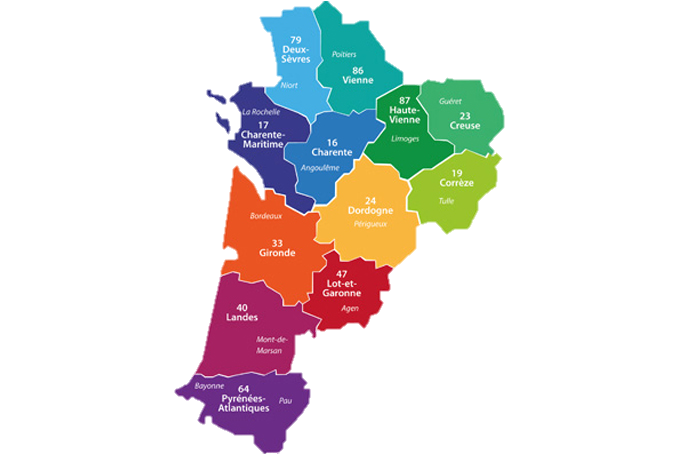 79
Deux-
Sèvres
Niort
Poitiers
86
Vienne
La Rochelle
17
Charente-
Maritime
16
Charente
Angoulême
87
Haute-
Vienne
Limoges
Guéret
23
Creuse
19
Corrèze
Tulle
24
Dordogne
Périgueux
Bordeaux
33
Gironde
47
Lot-et-
Garonne
Agen
40
Landes
Mont-de-
Marsan
Bayonne
64
Pyrénées-
Atlantiques
Pau